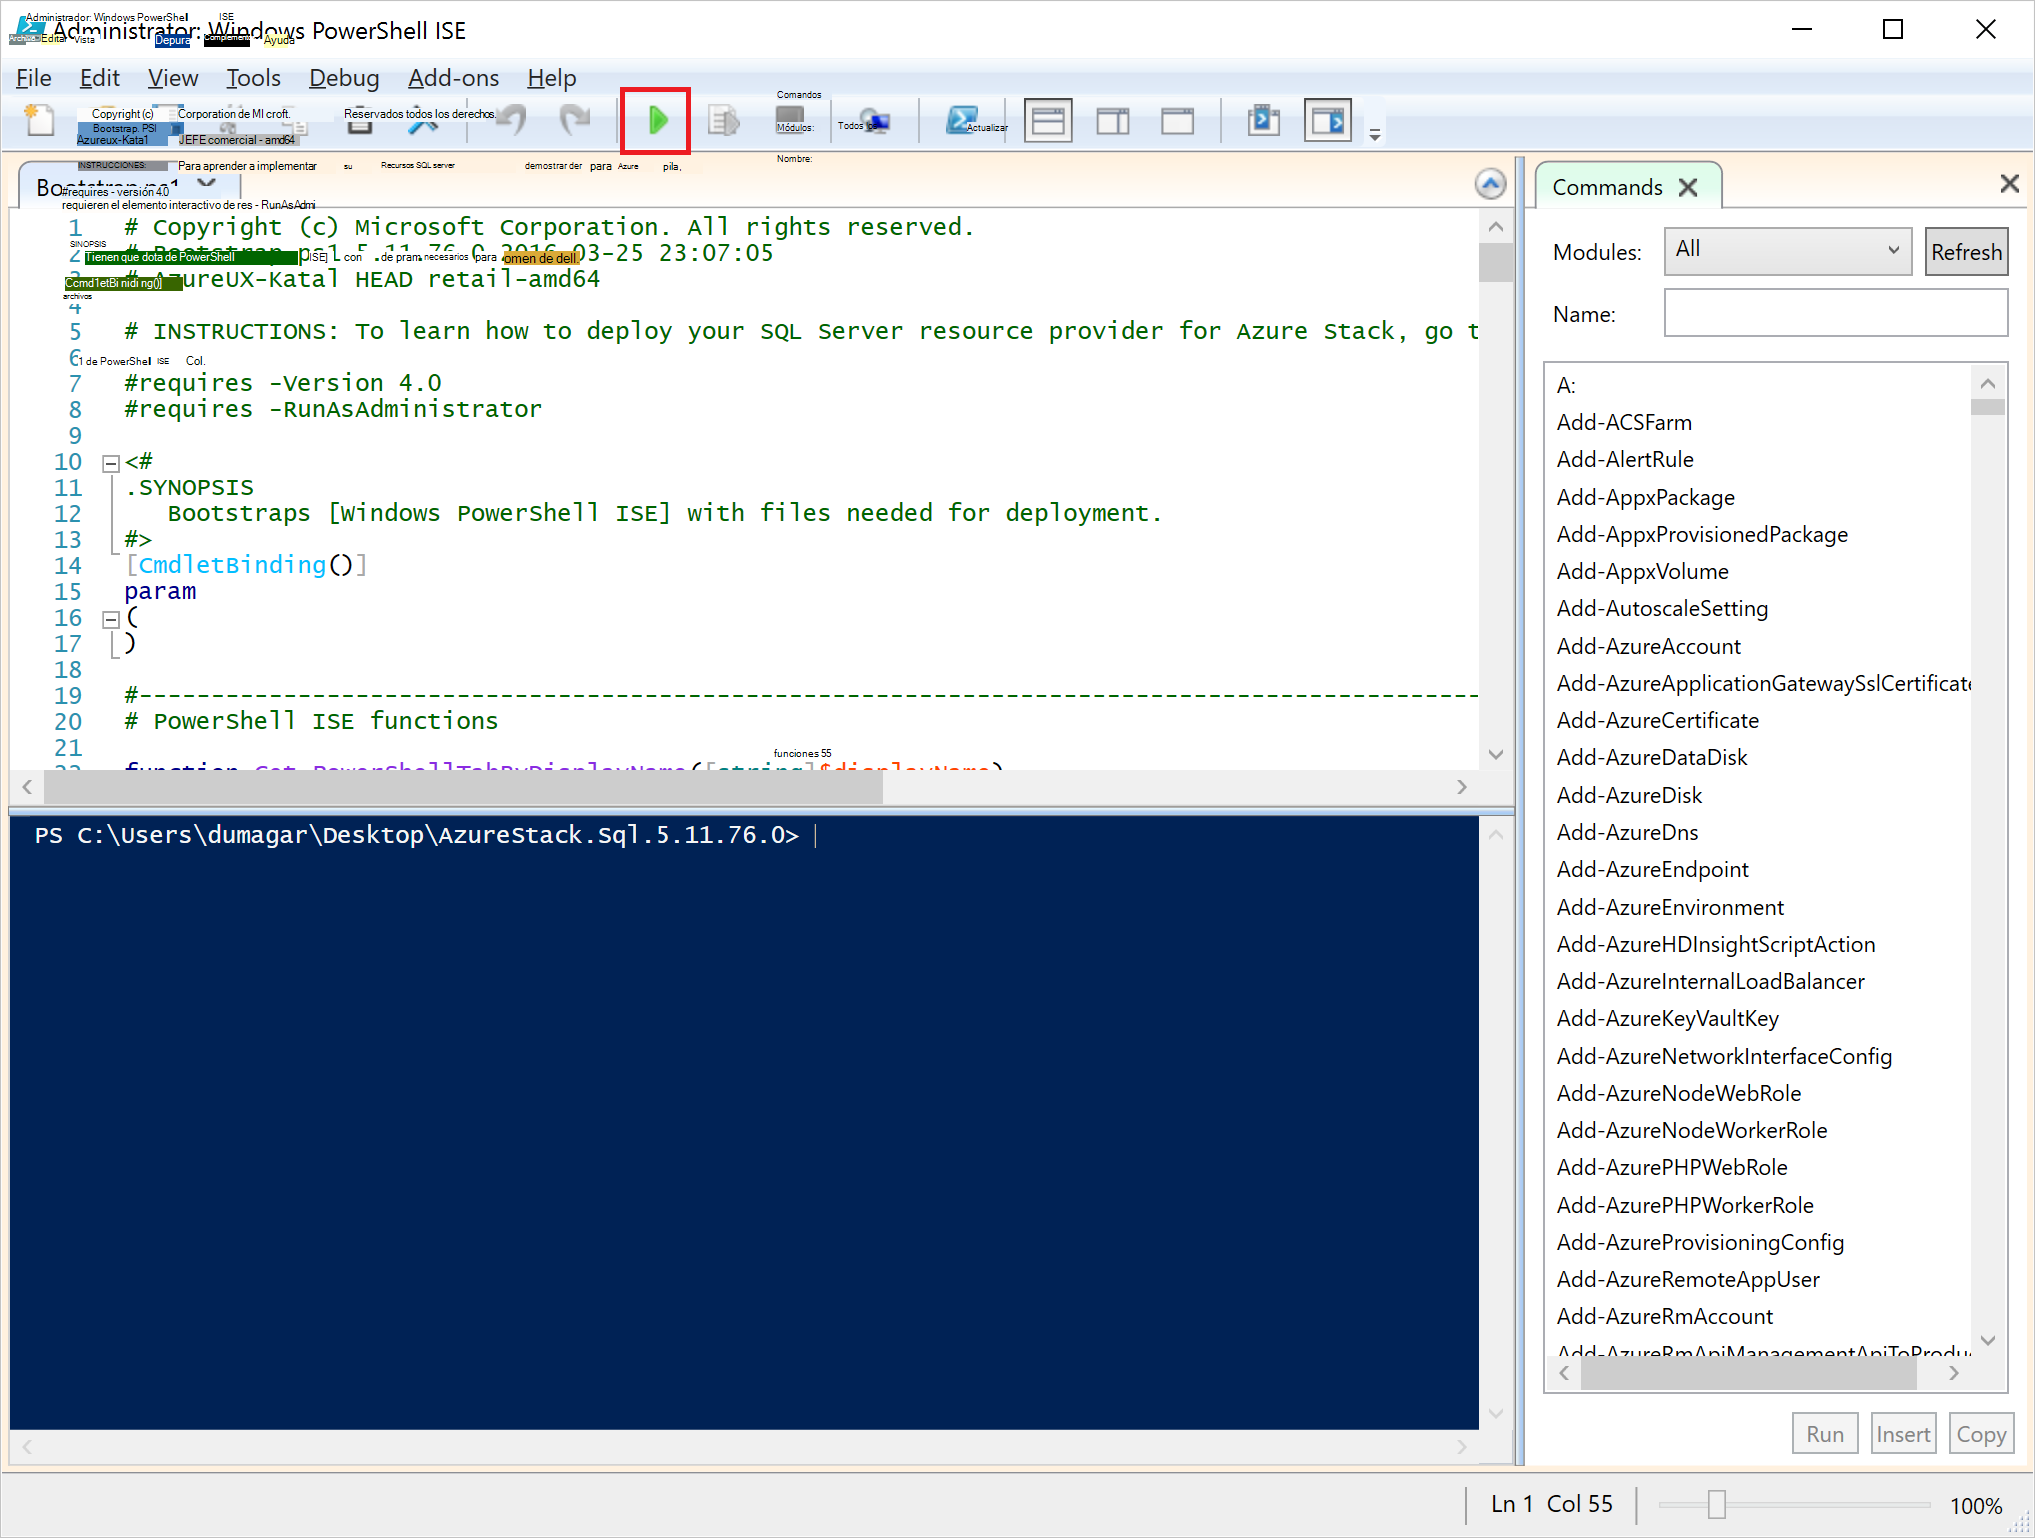 Administrador: Windows PowerShell ISE
Administrator: Windows PowerShell ISE
Archivo Editar Vista Depurar Complementos Ayuda
File Edit View Tools Debug Add-ons Help
Comandos
Copyright (c) Corporation de MI croft. Reservados todos los derechos.
Bootstrap. PSI Módulos: Todos Actualizar
Azureux-Kata1 JEFE comercial - amd64
Nombre:
INSTRUCCIONES: Para aprender a implementar su Recursos SQL server demostrar der para Azure pila,
Bootstrap.ps1
#requires - versión 4.0
requieren el elemento interactivo de res - RunAsAdmi
1 # Copyright (c) Microsoft Corporation. All rights reserved.
SINOPSIS
2 # Bootstrap.ps1 5.11.76.0 2016-03-25 23:07:05
Tienen que dota de PowerShell ISE] con de pram necesarios para omen de dell.
3 # AzureUX-Katal HEAD retail-amd64
Ccmd1etBi nidi ng()]
archivos
4
5 # INSTRUCTIONS: To learn how to deploy your SQL Server resource provider for Azure Stack, go t
6
1 de PowerShell ISE Col.
7 #requires -Version 4.0
8 #requires -RunAsAdministrator
9
10 <#
11 .SYNOPSIS
12 Bootstraps [Windows PowerShell ISE] with files needed for deployment.
13 #>
14 [CmdletBinding()]
15 param
16 (
17 )
18
19 #---------------------------------------------------------------------------------------------
20 # PowerShell ISE functions
21
funciones 55
22 function Get-PowerShellTabByDisplayName([string]$displayName)
PS C:\Users\dumagar\Desktop\AzureStack.Sql.5.11.76.0>
Commands
Modules: All Refresh
Name:
A:
Add-ACSFarm
Add-AlertRule
Add-AppxPackage
Add-AppxProvisionedPackage
Add-AppxVolume
Add-AutoscaleSetting
Add-AzureAccount
Add-AzureApplicationGatewaySslCertificate
Add-AzureCertificate
Add-AzureDataDisk
Add-AzureDisk
Add-AzureDns
Add-AzureEndpoint
Add-AzureEnvironment
Add-AzureHDInsightScriptAction
Add-AzureInternalLoadBalancer
Add-AzureKeyVaultKey
Add-AzureNetworkInterfaceConfig
Add-AzureNodeWebRole
Add-AzureNodeWorkerRole
Add-AzurePHPWebRole
Add-AzurePHPWorkerRole
Add-AzureProvisioningConfig
Add-AzureRemoteAppUser
Add-AzureRmAccount
Add-AzureRmApiManagementApiToProdu
Run Insert Copy
Ln 1 Col 55 100%